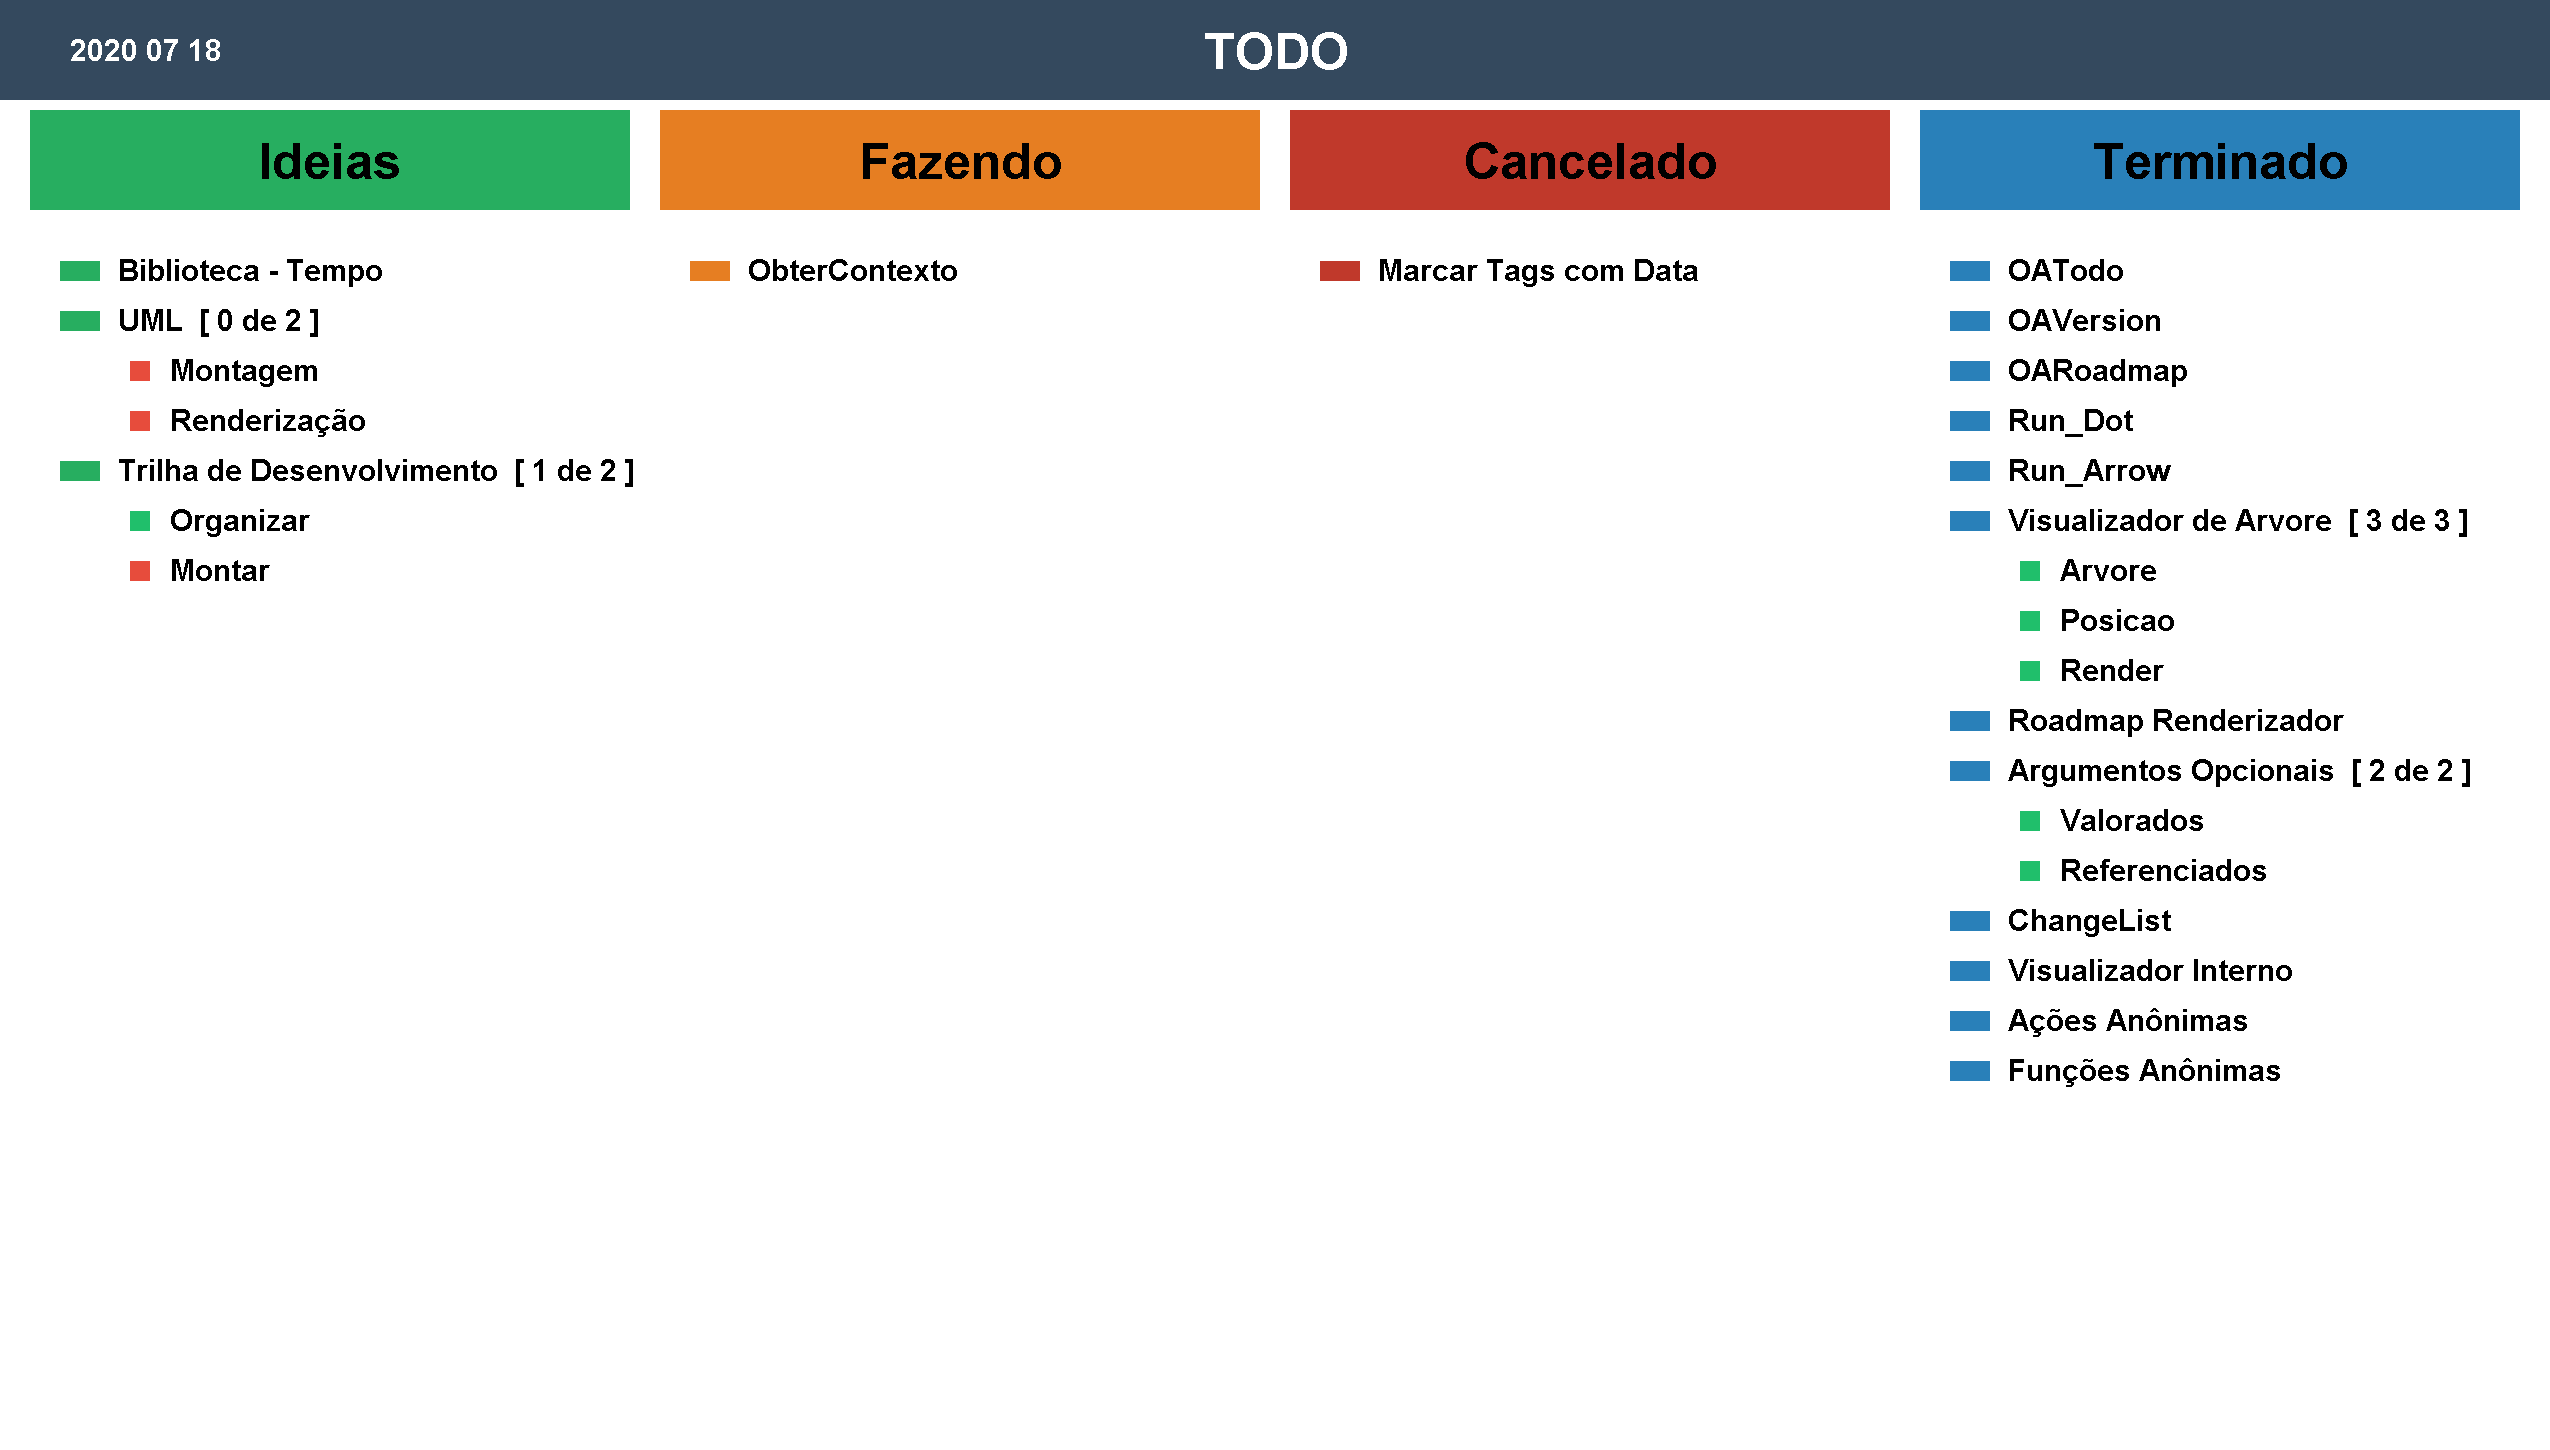 2020 07 18
TODO
Ideias
Biblioteca - Tempo
UML [ 0 de 2 ]
Montagem
Renderização
Trilha de Desenvolvimento [ 1 de 2 ]
Organizar
Montar
Fazendo
ObterContexto
Cancelado
Marcar Tags com Data
Terminado
OATodo
OAVersion
OARoadmap
Run_Dot
Run_Arrow
Visualizador de Arvore [ 3 de 3 ]
Arvore
Posicao
Render
Roadmap Renderizador
Argumentos Opcionais [ 2 de 2 ]
Valorados
Referenciados
ChangeList
Visualizador Interno
Ações Anônimas
Funções Anônimas